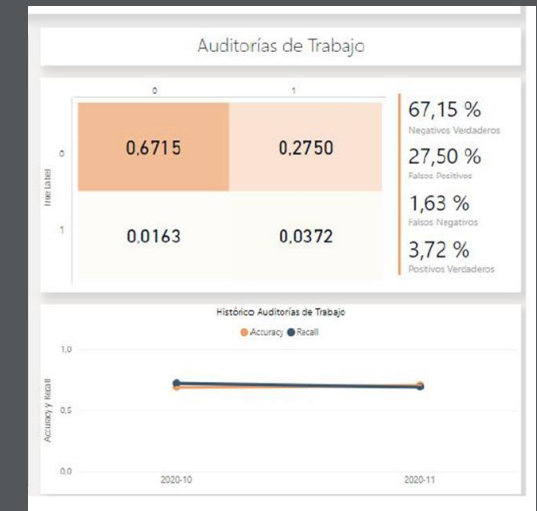 Auditorías de Trabajo
0 1
67,15 %
Negativos Verdaderos
0 0,6715 0,2750
27,50 %
Falsos Positivos
True Label
1,63 %
Falsos Negativos
1 0,0163 0,0372
3,72 %
Positivos Verdaderos
Histórico Auditorías de Trabajo
Accuracy Recall
1,0
Accuracy y Recall
0,5
0,0
2020-10 2020-11